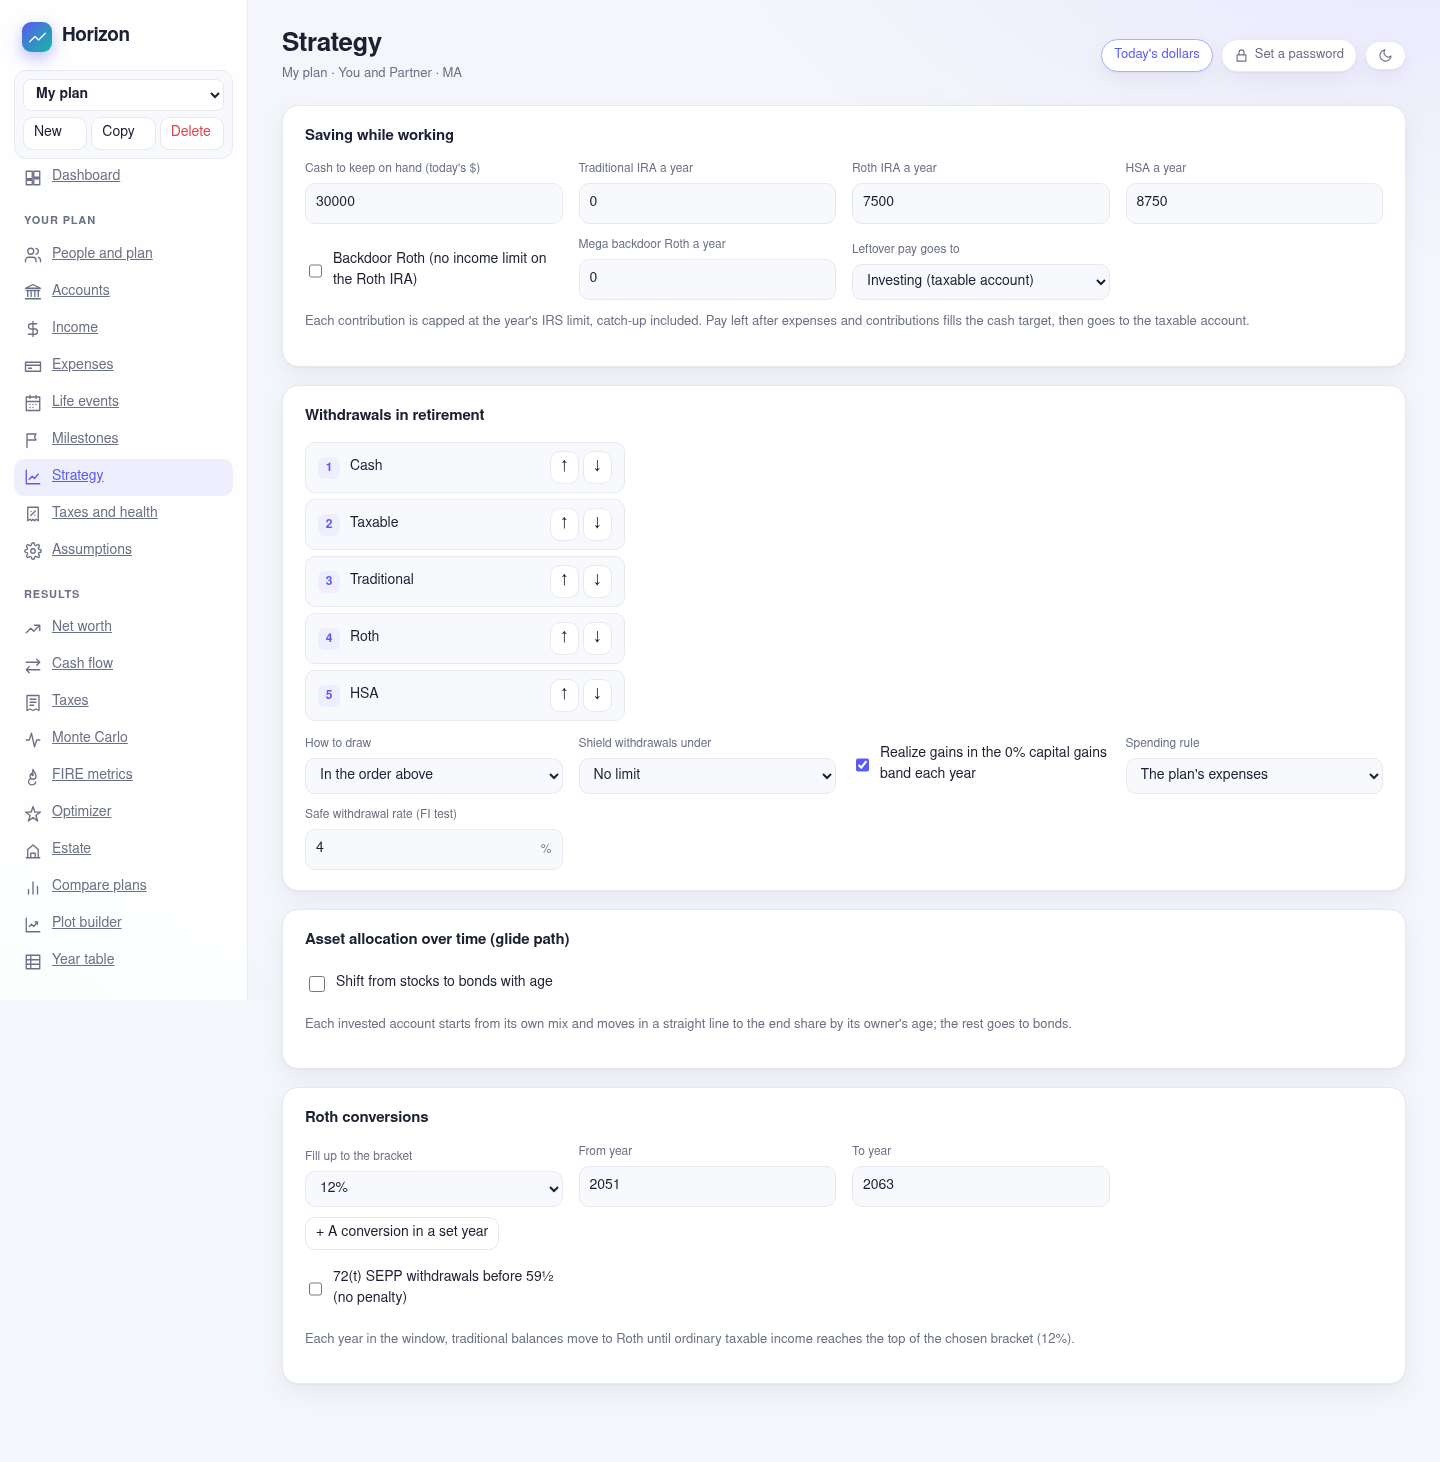 Horizon
My plan
New
Copy
Delete
Dashboard
YOUR PLAN
People and plan
Accounts
Income
Expenses
Life events
Milestones
Strategy
Taxes and health
Assumptions
RESULTS
Net worth
Cash flow
Taxes
Monte Carlo
FIRE metrics
Optimizer
Estate
Compare plans
Plot builder
Year table
Strategy
My plan · You and Partner · MA
Today's dollars
Set a password
Saving while working
Cash to keep on hand (today's $)
30000
Traditional IRA a year
0
Roth IRA a year
7500
HSA a year
8750
Backdoor Roth (no income limit on
the Roth IRA)
Mega backdoor Roth a year
0
Leftover pay goes to
Investing (taxable account)
Each contribution is capped at the year's IRS limit, catch-up included. Pay left after expenses and contributions fills the cash target, then goes to the taxable account.
Withdrawals in retirement
1 Cash ↑ ↓
2 Taxable ↑ ↓
3 Traditional ↑ ↓
4 Roth ↑ ↓
5 HSA ↑ ↓
How to draw
In the order above
Shield withdrawals under
No limit
Realize gains in the 0% capital gains
band each year
Spending rule
The plan's expenses
Safe withdrawal rate (FI test)
4 %
Asset allocation over time (glide path)
Shift from stocks to bonds with age
Each invested account starts from its own mix and moves in a straight line to the end share by its owner's age; the rest goes to bonds.
Roth conversions
Fill up to the bracket
12%
From year
2051
To year
2063
+ A conversion in a set year
72(t) SEPP withdrawals before 59½
(no penalty)
Each year in the window, traditional balances move to Roth until ordinary taxable income reaches the top of the chosen bracket (12%).